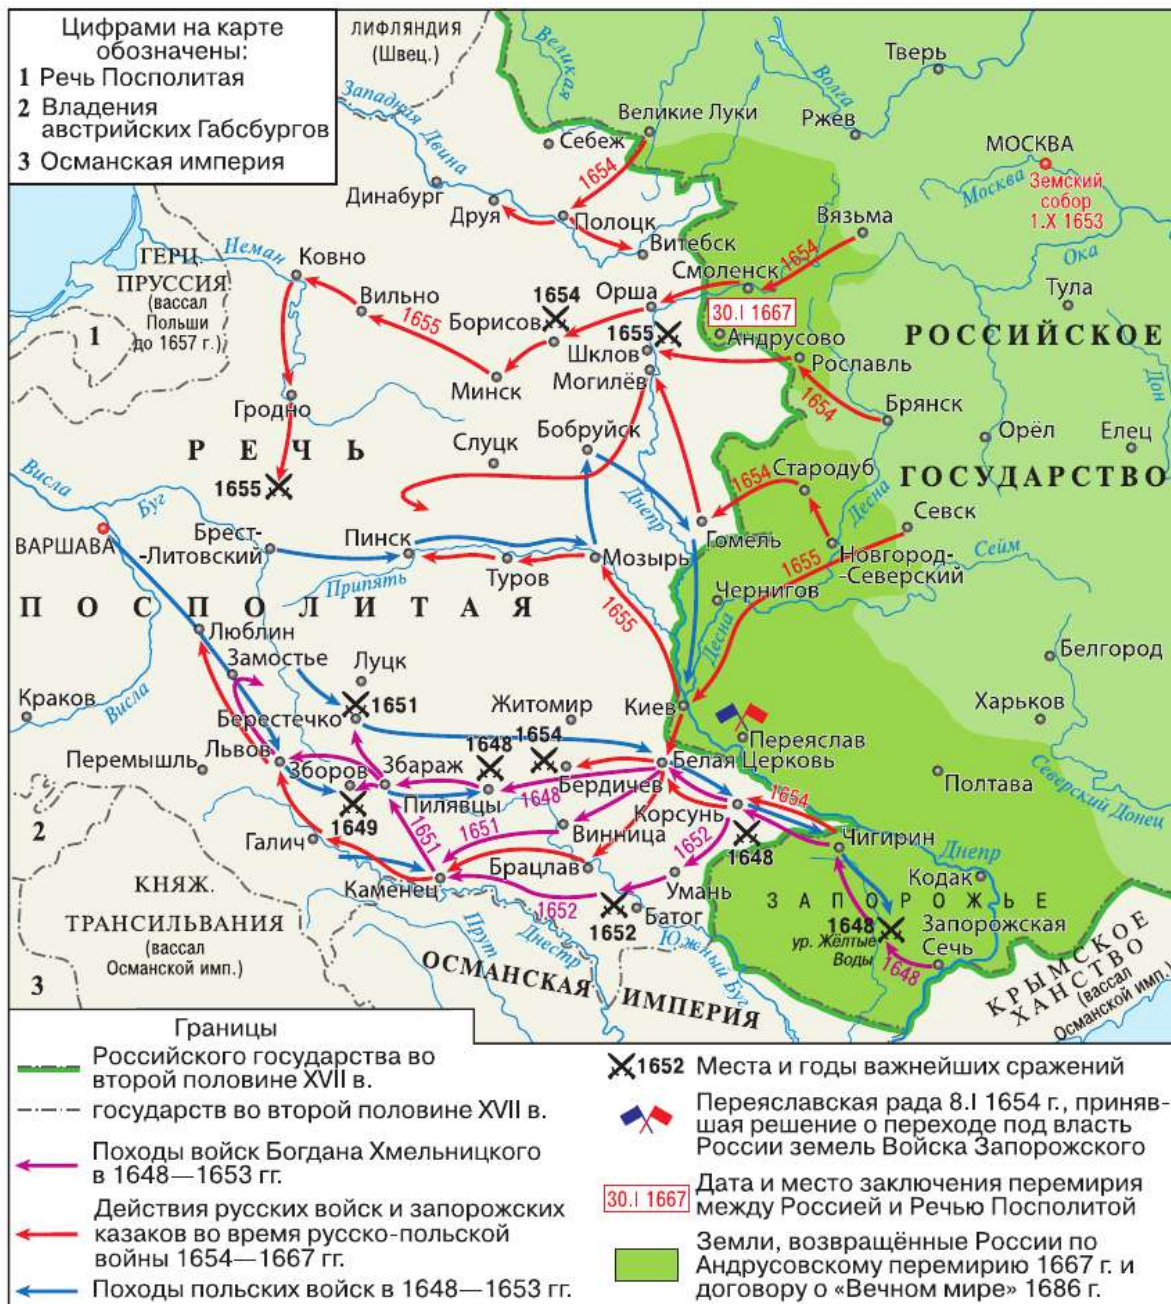 Цифрами на карте
обозначены:
1 Речь Посполитая
2 Владения
австрийских Габсбургов
3 Османская империя
ЛИФЛЯНДИЯ
(Швец.)
Великая
Западная Двина
Волга
Тверь
Ржев
Великие Луки
Себеж
1654
МОСКВА
Москва
Земский
собор
1.X 1653
Динабург
Друя
Полоцк
Витебск
Вязьма
1654
Ока
Тула
Смоленск
ГЕРЦ.
ПРУССИЯ
(вассал
Польши
до 1657 г.)
1
Неман
Ковно
Вильно
1655
1654
Борисов
Орша
1655
30.I 1667
Андрусово
Шклов
Могилёв
Рославль
1654
Минск
РОССИЙСКОЕ
ГОСУДАРСТВО
Дон
Гродно
Брянск
Орёл
Елец
Бобруйск
Слуцк
РЕЧЬ
ПОСПОЛИТАЯ
1655
Висла
Буг
ВАРШАВА
Брест-
-Литовский
Пинск
Припять
Туров
Мозырь
Днепр
1654
Стародуб
Десна
Гомель
Севск
Новгород-
-Северский
Сейм
1655
Чернигов
Десна
1655
Люблин
Замостье
Луцк
Белгород
Краков
Висла
Берестечко
1651
Житомир
Киев
Харьков
1654
1648
Переяслав
Перемышль
Львов
Зборов
Збараж
Пилявцы
Бердичев
Белая
Церковь
Полтава
Северский Донец
1649
1648
1651
1651
Винница
Корсунь
1654
1652
1648
Чигирин
Днепр
2
Галич
Каменец
Брацлав
Умань
Кодак
ЗАПОРОЖЬЕ
КНЯЖ.
ТРАНСИЛЬВАНИЯ
(вассал
Османской имп.)
1652
1652
Батог
1648
ур. Жёлтые
Воды
Запорожская
Сечь
1648
Прут
Днестр
Южный Буг
3
ОСМАНСКАЯ ИМПЕРИЯ
КРЫМСКОЕ
ХАНСТВО
(вассал
Османской имп.)
Границы
Российского государства во
второй половине XVII в.
государств во второй половине XVII в.
Походы войск Богдана Хмельницкого
в 1648—1653 гг.
Действия русских войск и запорожских
казаков во время русско-польской
войны 1654—1667 гг.
Походы польских войск в 1648—1653 гг.
1652 Места и годы важнейших сражений
Переяславская рада 8.I 1654 г., приняв-
шая решение о переходе под власть
России земель Войска Запорожского
30.I 1667 Дата и место заключения перемирия
между Россией и Речью Посполитой
Земли, возвращённые России по
Андрусовскому перемирию 1667 г. и
договору о «Вечном мире» 1686 г.